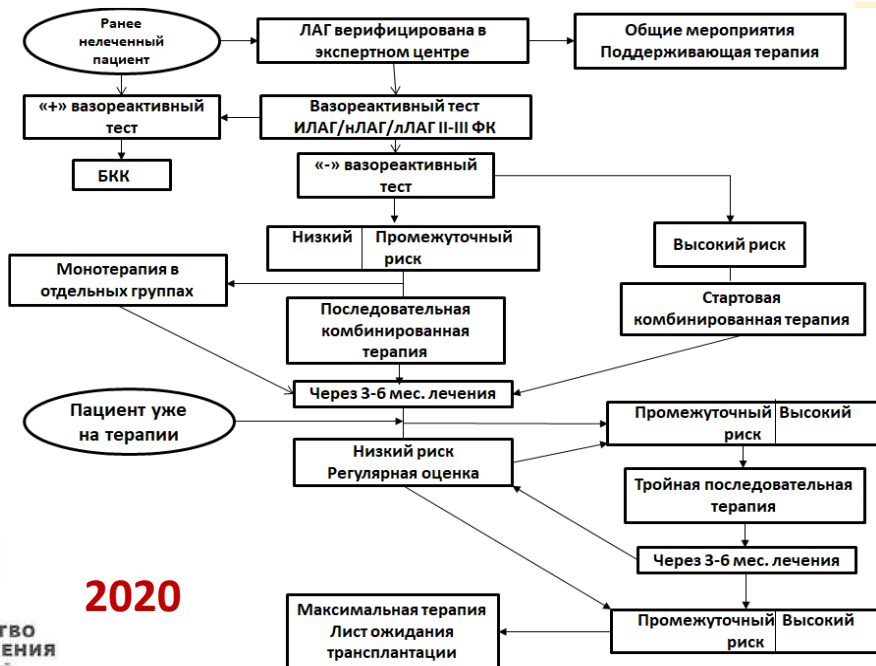 Ранее
нелеченный
пациент
ЛАГ верифицирована в
экспертном центре
Общие мероприятия
Поддерживающая терапия
«+» вазореактивный
тест
Вазореактивный тест
ИЛАГ/нЛАГ/лЛАГ II-III ФК
БКК
«-» вазореактивный
тест
Низкий Промежуточный
риск
Высокий риск
Монотерапия в
отдельных группах
Последовательная
комбинированная
терапия
Стартовая
комбинированная терапия
Через 3-6 мес. лечения
Пациент уже
на терапии
Промежуточный Высокий
риск
Низкий риск
Регулярная оценка
Тройная последовательная
терапия
Через 3-6 мес. лечения
2020
Максимальная терапия
Лист ожидания
трансплантации
Промежуточный Высокий
риск
ТВО
ЕНИЯ